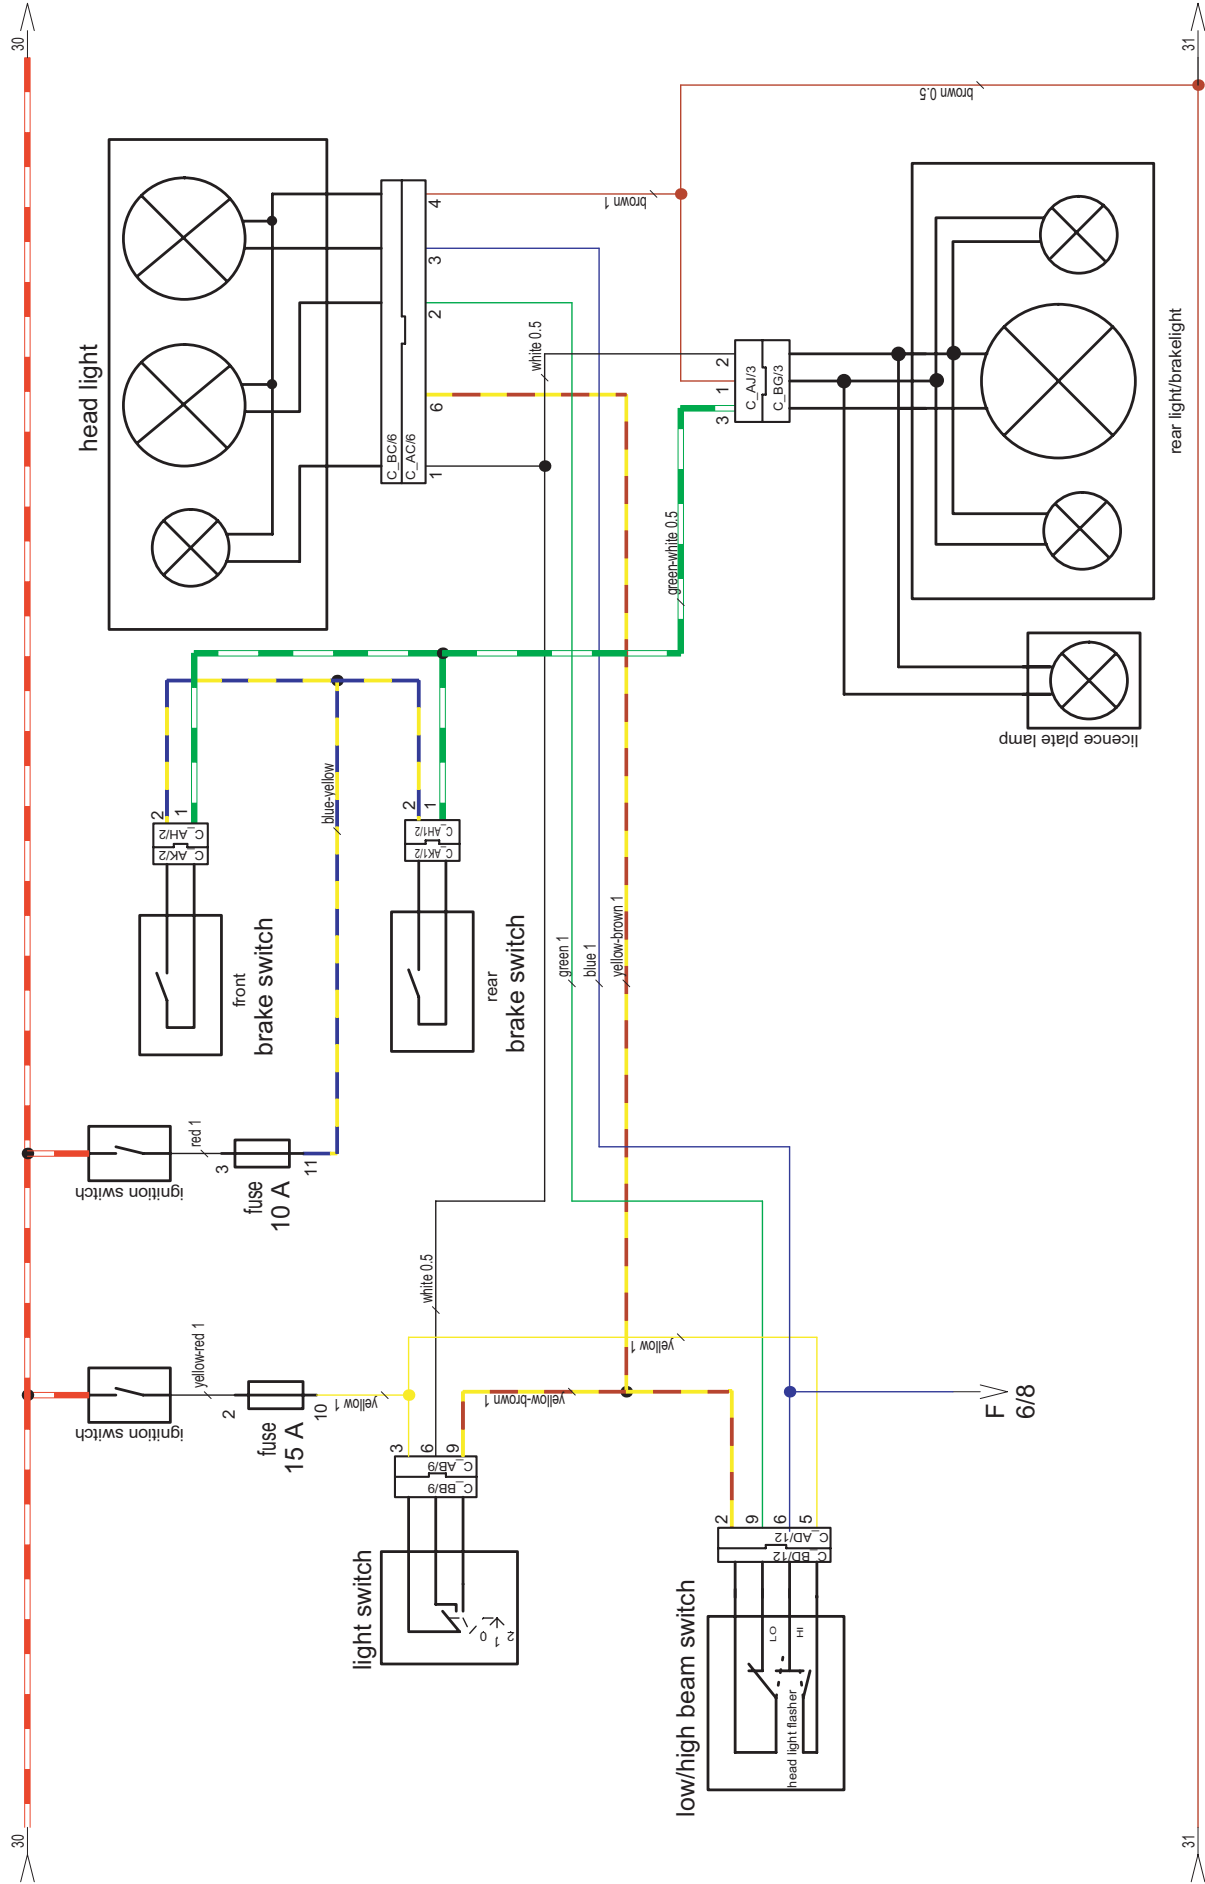 30
31
brown 0.5
head light
C_BC/6
C_AC/6
4
3
2
6
1
brown 1
white 0.5
2
1
3
C_AJ/3
C_BG/3
rear light/brakelight
green-white 0.5
licence plate lamp
2
1
C_AH/2
C_AK/2
front
brake switch
blue-yellow
2
1
C_AH1/2
C_AK1/2
rear
brake switch
green 1
blue 1
yellow-brown 1
ignition switch
red 1
3
11
fuse
10 A
white 0.5
ignition switch
yellow-red 1
2
10
fuse
15 A
yellow 1
yellow 1
yellow-brown 1
3
6
9
C_AB/9
C_BB/9
light switch
0
1
2
F
6/8
2
9
6
5
C_AD/12
C_BD/12
low/high beam switch
LO
HI
head light flasher
30
31